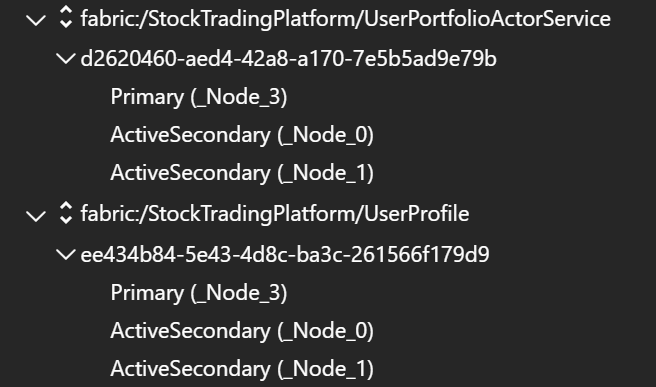 fabric:/StockTradingPlatform/UserPortfolioActorService
d2620460-aed4-42a8-a170-7e5b5ad9e79b
Primary (_Node_3)
ActiveSecondary (_Node_0)
ActiveSecondary (_Node_1)
fabric:/StockTradingPlatform/UserProfile
ee434b84-5e43-4d8c-ba3c-261566f179d9
Primary (_Node_3)
ActiveSecondary (_Node_0)
ActiveSecondary (_Node_1)